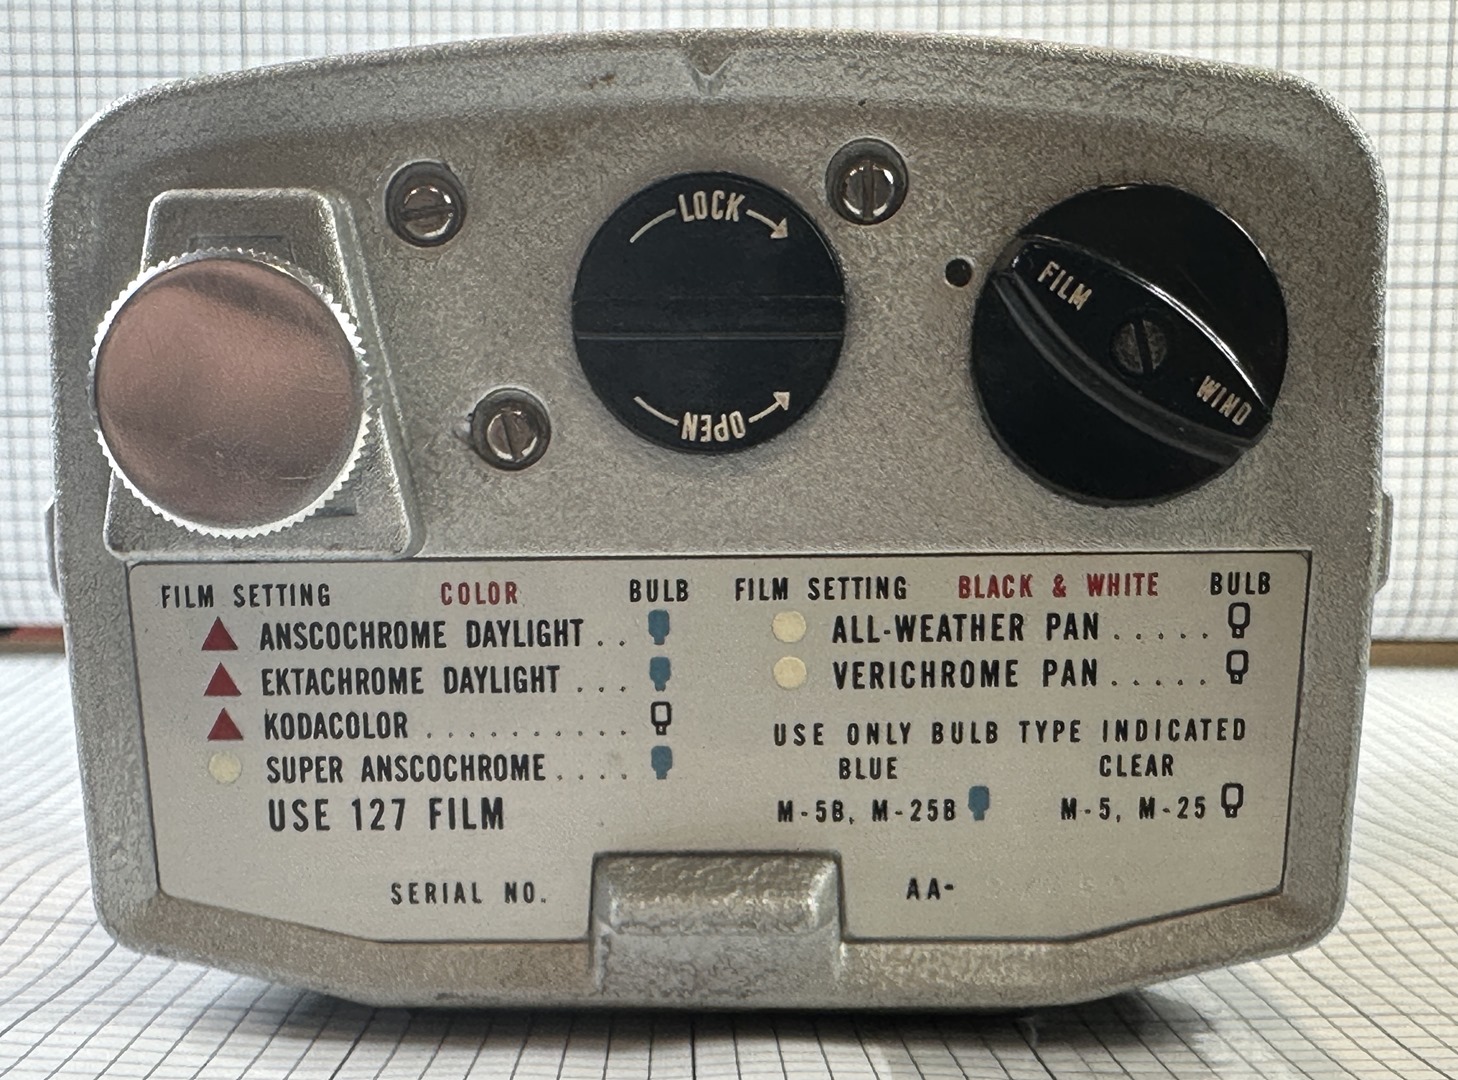 LOCK
OPEN
FILM WIND
FILM SETTING COLOR BULB
ANSCOCHROME DAYLIGHT . .
EKTACHROME DAYLIGHT . . .
KODACOLOR . . . . . . . . . .
SUPER ANSCOCHROME . . . .
USE 127 FILM
FILM SETTING BLACK & WHITE BULB
ALL-WEATHER PAN . . . . .
VERICHROME PAN . . . . .
USE ONLY BULB TYPE INDICATED
BLUE CLEAR
M-5B, M-25B M-5, M-25
SERIAL NO. AA-